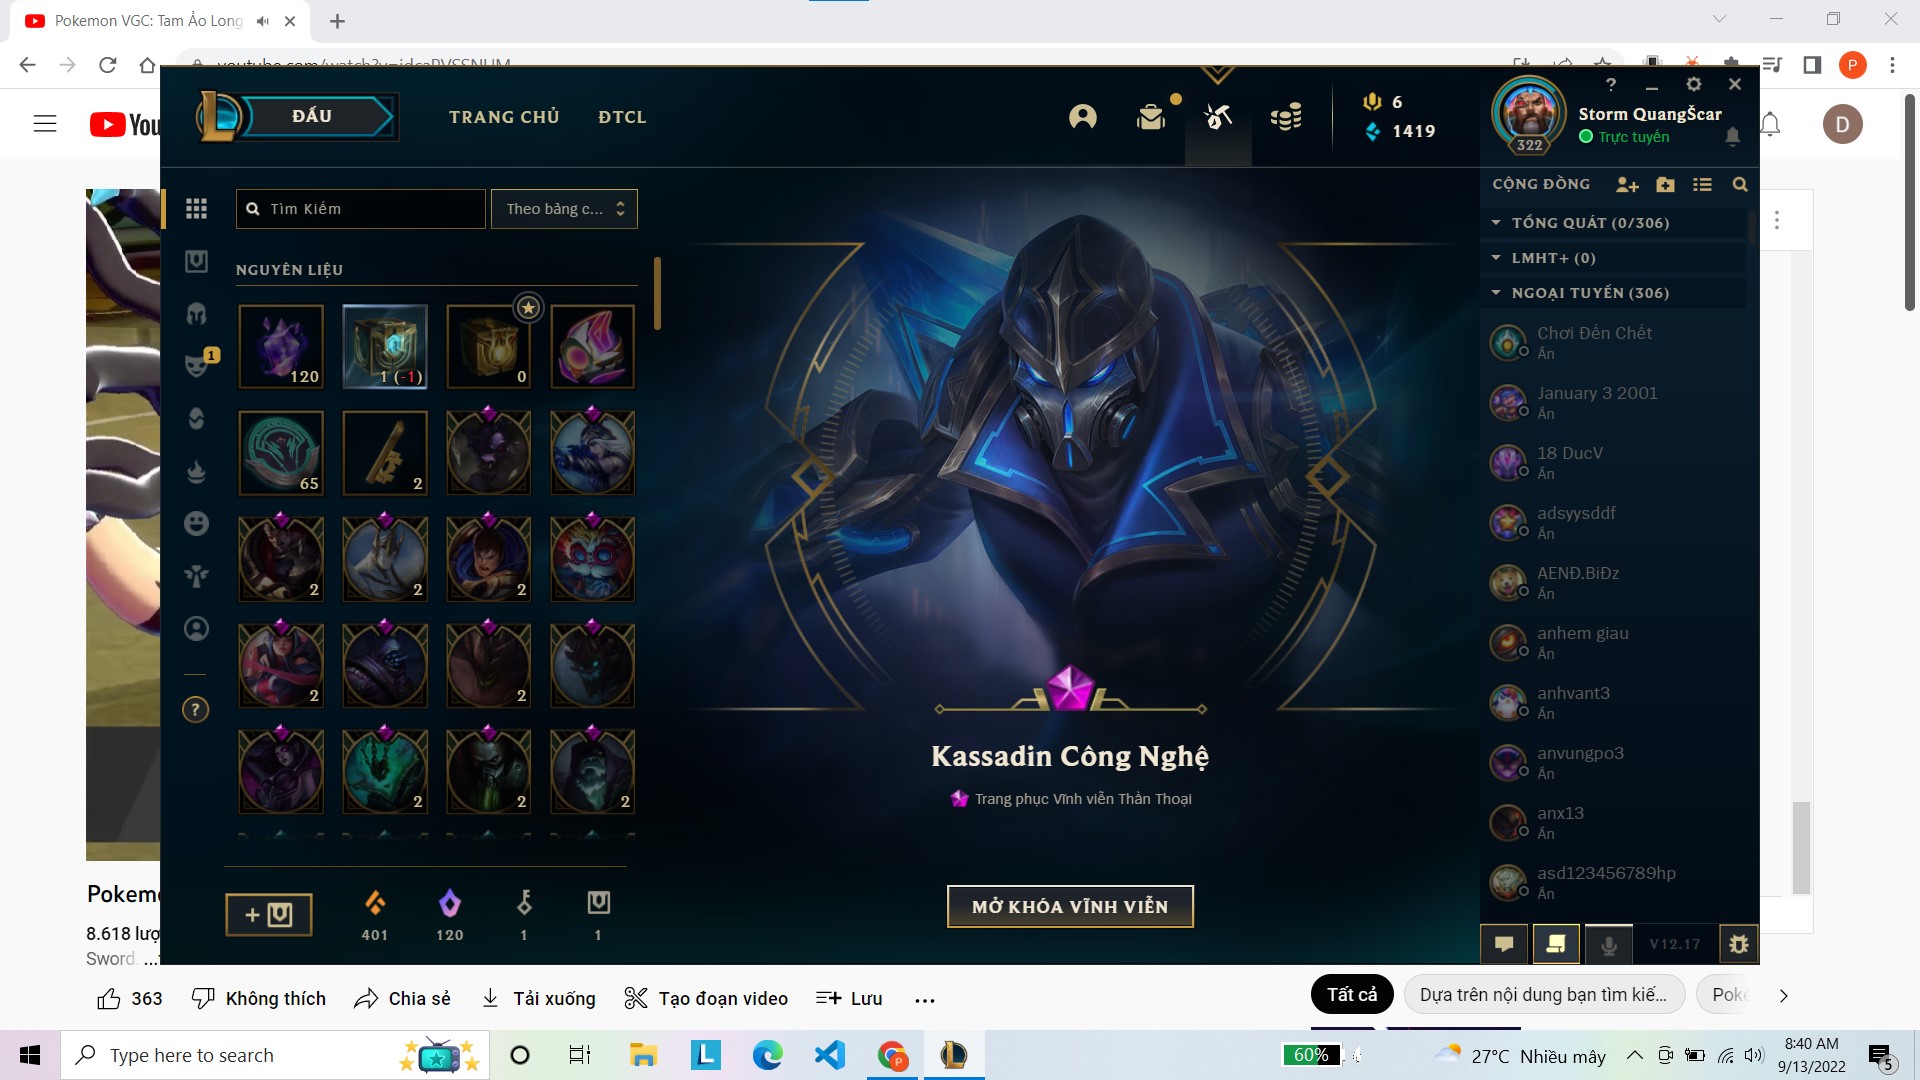 Pokemon VGC: Tam Ảo Long
youtube.com/watch?v=
P
D
ĐẤU
TRANG CHỦ
ĐTCL
6
1419
322
Storm QuangŠcar
Trực tuyến
Tìm Kiếm
Theo bảng c...
NGUYÊN LIỆU
120
1 (-1)
0
65
2
2
2
2
2
2
2
2
2
1
?
401
120
1
1
Kassadin Công Nghệ
Trang phục Vĩnh viễn Thần Thoại
MỞ KHÓA VĨNH VIỄN
CỘNG ĐỒNG
TỔNG QUÁT (0/306)
LMHT+ (0)
NGOẠI TUYẾN (306)
Chơi Đến Chết
Ẩn
January 3 2001
Ẩn
18 DucV
Ẩn
adsyysddf
Ẩn
AENĐ.BiĐz
Ẩn
anhem giau
Ẩn
anhvant3
Ẩn
anvungpo3
Ẩn
anx13
Ẩn
asd123456789hp
Ẩn
V12.17
8.618
Sword. ...
363
Không thích
Chia sẻ
Tải xuống
Tạo đoạn video
Lưu
Tất cả
Dựa trên nội dung bạn tìm kiế...
Type here to search
60%
27°C Nhiều mây
8:40 AM
9/13/2022
5